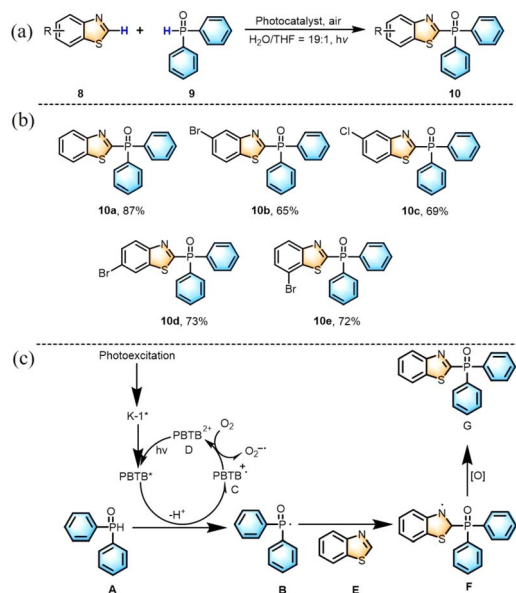 (a)
R N S H
8
+
H O P
9
Photocatalyst, air
H₂O/THF = 19:1, hν
R N S O P
10
(b)
N S O P
10a, 87%
Br N S O P
10b, 65%
Cl N S O P
10c, 69%
Br N S O P
10d, 73%
Br N S O P
10e, 72%
(c)
Photoexcitation
K-1*
hν
PBTB*
PBTB²⁺
D
O₂
O₂⁻•
PBTB⁺•
C
-H⁺
O PH
A
O P·
B
N S
E
N· S O P
F
[O]
N S O P
G